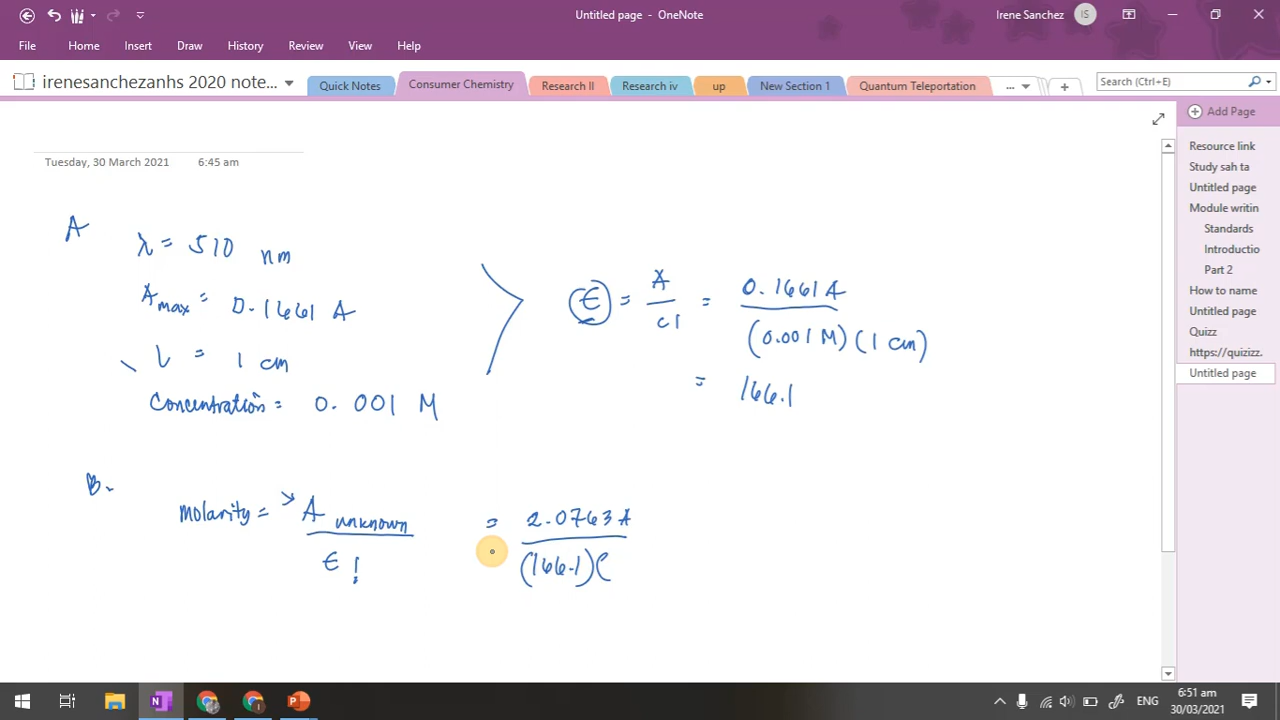 Untitled page - OneNote
Irene Sanchez IS
File Home Insert Draw History Review View Help
irenesanchezanhs 2020 note...
Quick Notes Consumer Chemistry Research II Research iv up New Section 1 Quantum Teleportation ...
Search (Ctrl+E)
Add Page
Resource link
Study sah ta
Untitled page
Module writin
Standards
Introductio
Part 2
How to name
Untitled page
Quizz
https://quizizz.
Untitled page
Tuesday, 30 March 2021 6:45 am
A
λ = 510 nm
Amax = 0.1661 A
l = 1 cm
Concentration = 0.001 M
ϵ = A / cl = 0.1661 A / (0.001 M)(1 cm)
= 166.1
B.
Molarity = A unknown / ϵ l = 2.0763 A / (166.1)(
ENG
6:51 am
30/03/2021